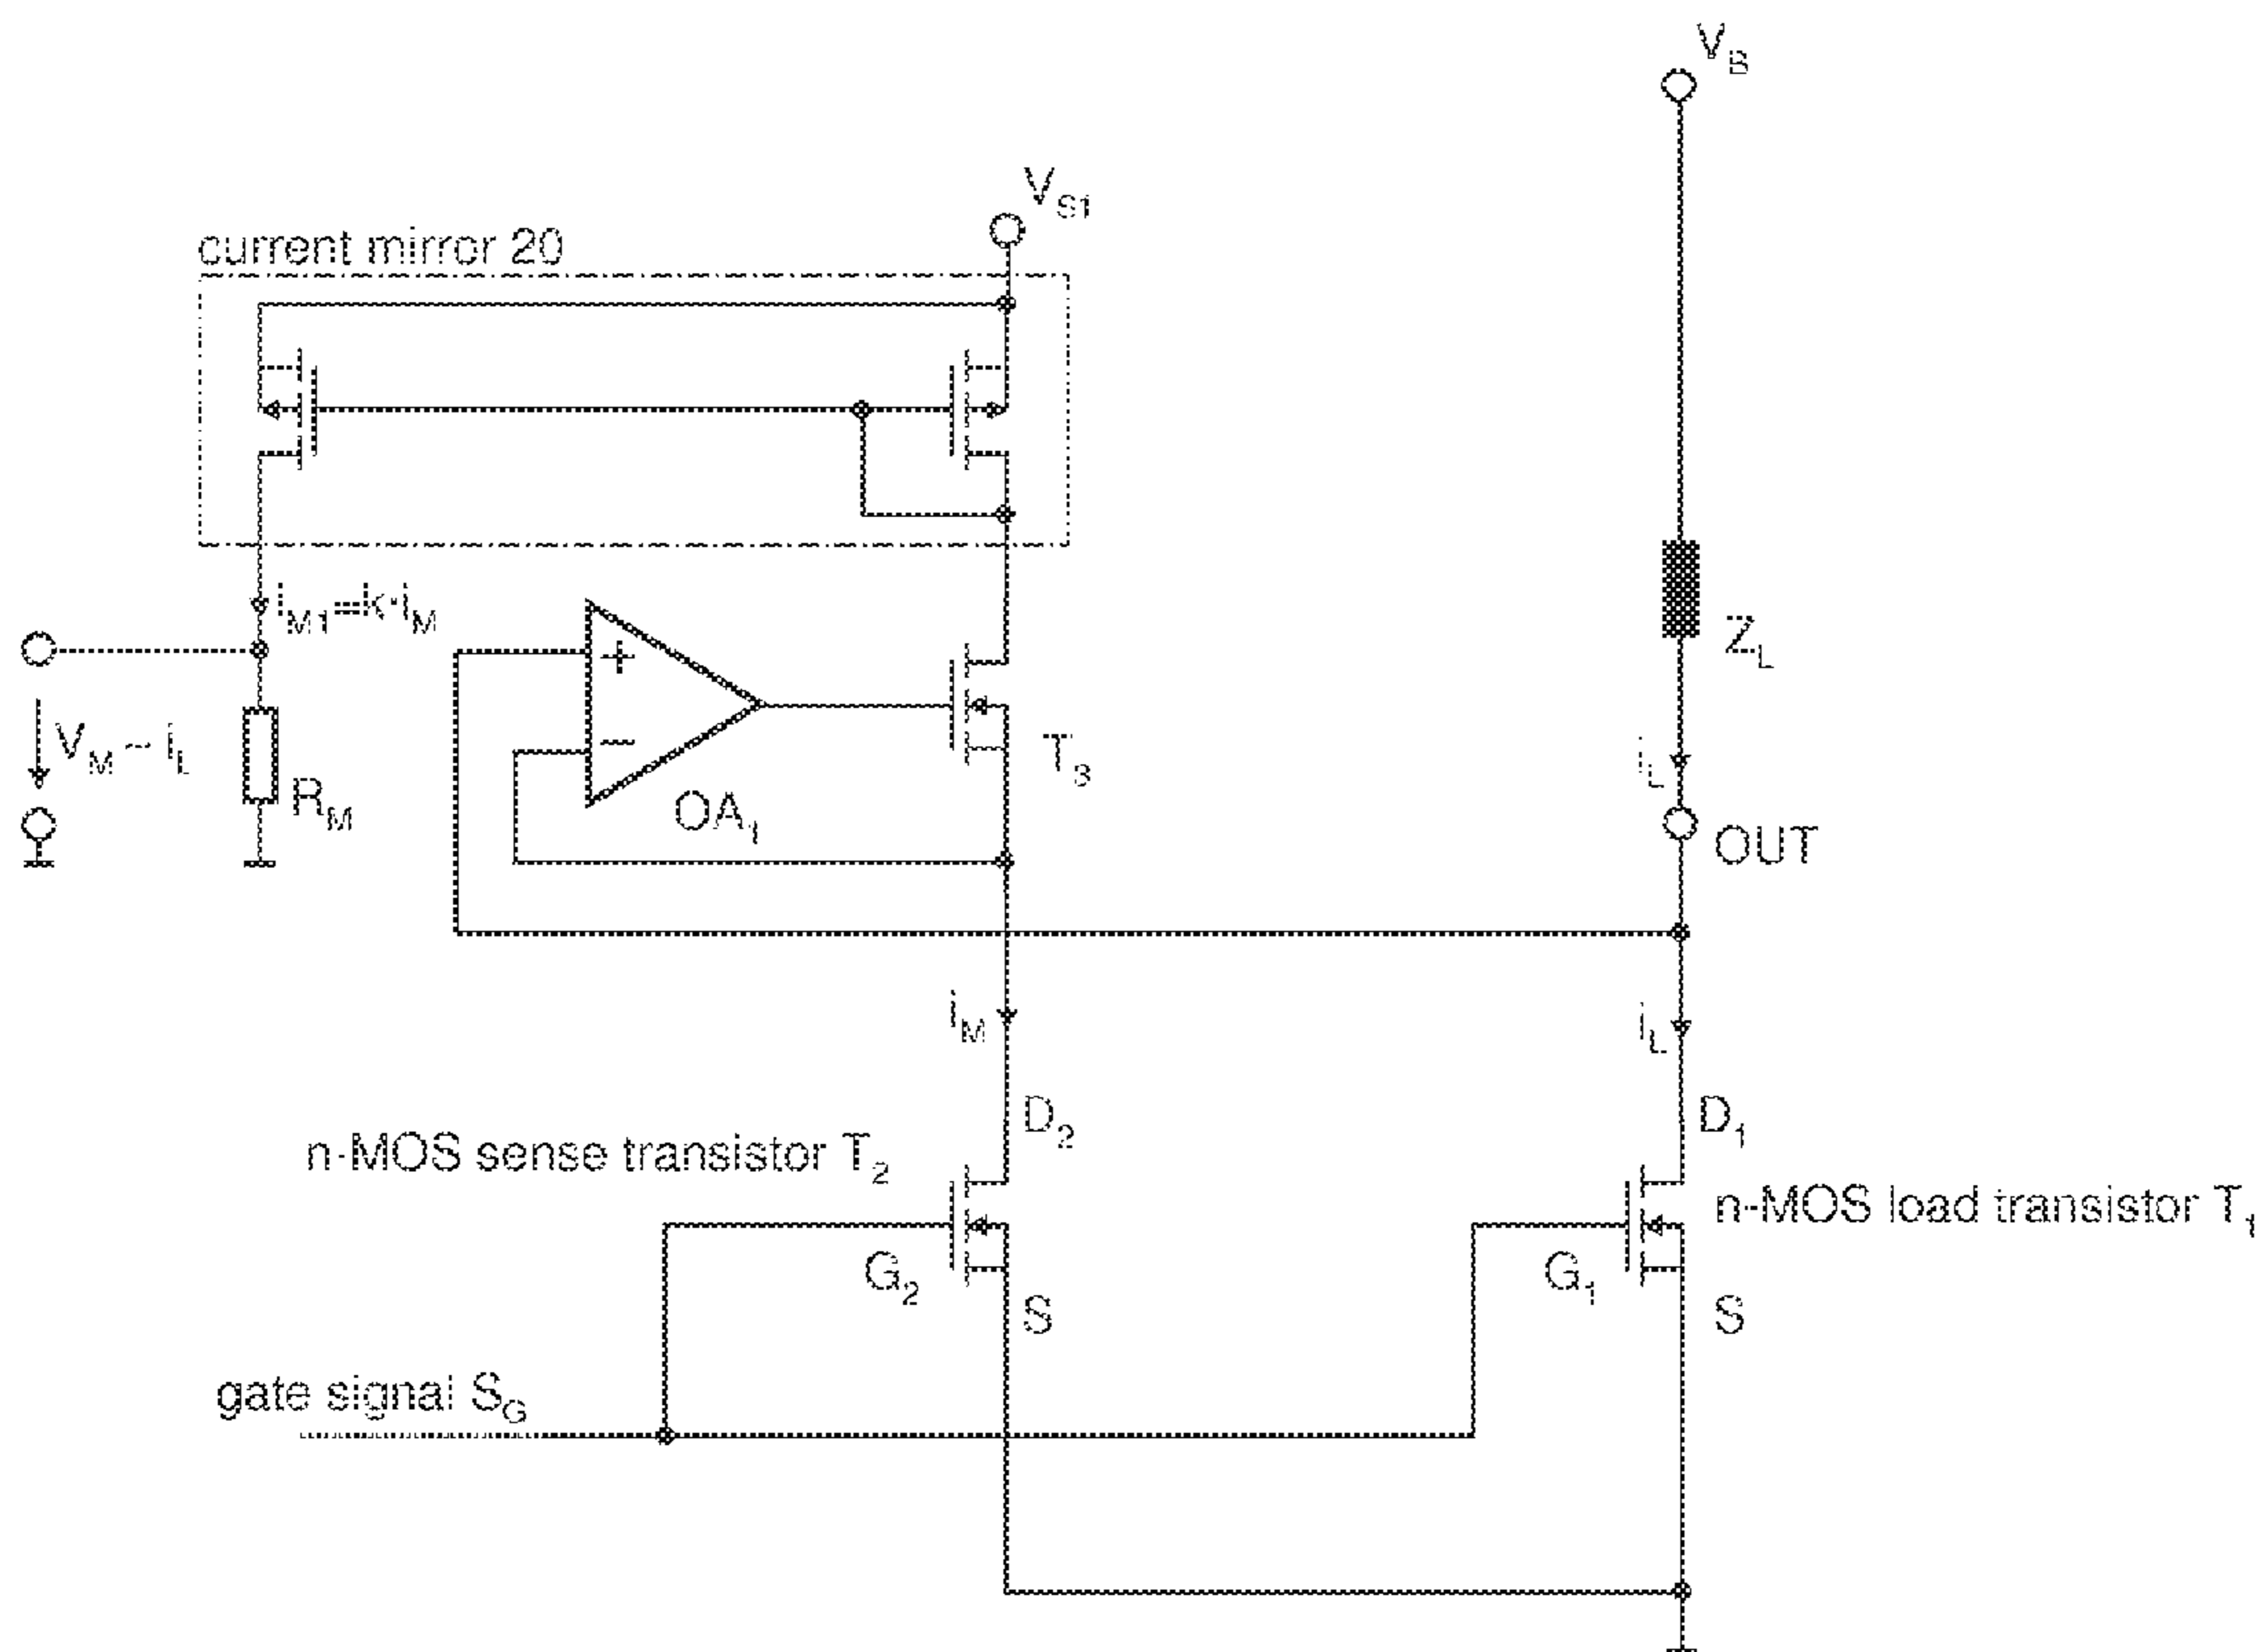 V_B
V_S1
current mirror 20
i_M1=k·i_M
+
Z_L
V_M ~ i_L
−
T_3
i_L
R_M
OA_1
OUT
i_M
i_L
D_2
D_1
n-MOS sense transistor T_2
n-MOS load transistor T_1
G_2
G_1
S
S
gate signal S_G